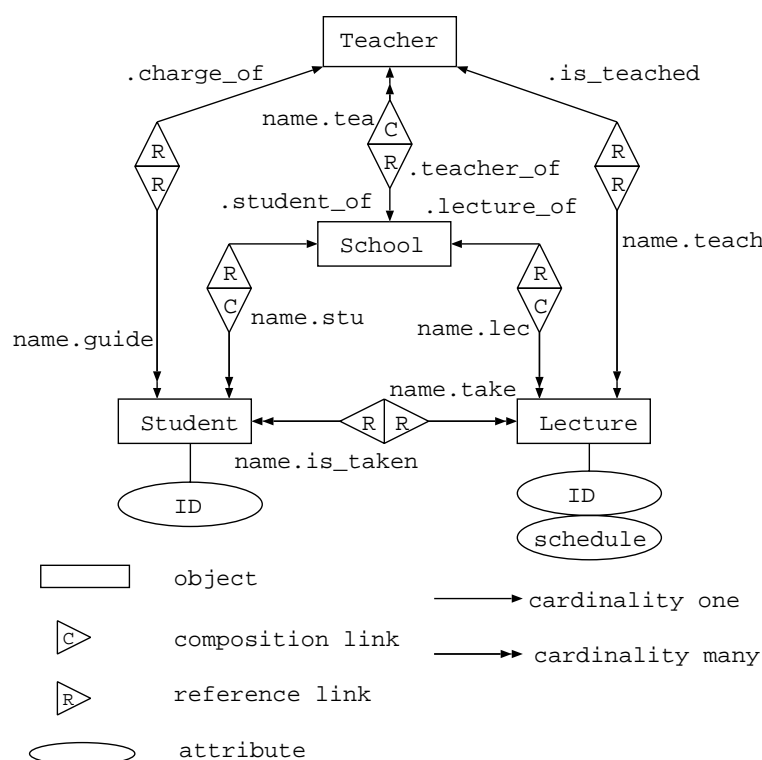 Teacher
.charge_of
.is_teached
name.tea
C
R
R
R
R
R
.teacher_of
.student_of
.lecture_of
School
name.teach
R
R
C
C
name.stu
name.lec
name.guide
name.take
Student
R R
Lecture
name.is_taken
ID
ID
schedule
object
cardinality one
C
composition link
cardinality many
R
reference link
attribute